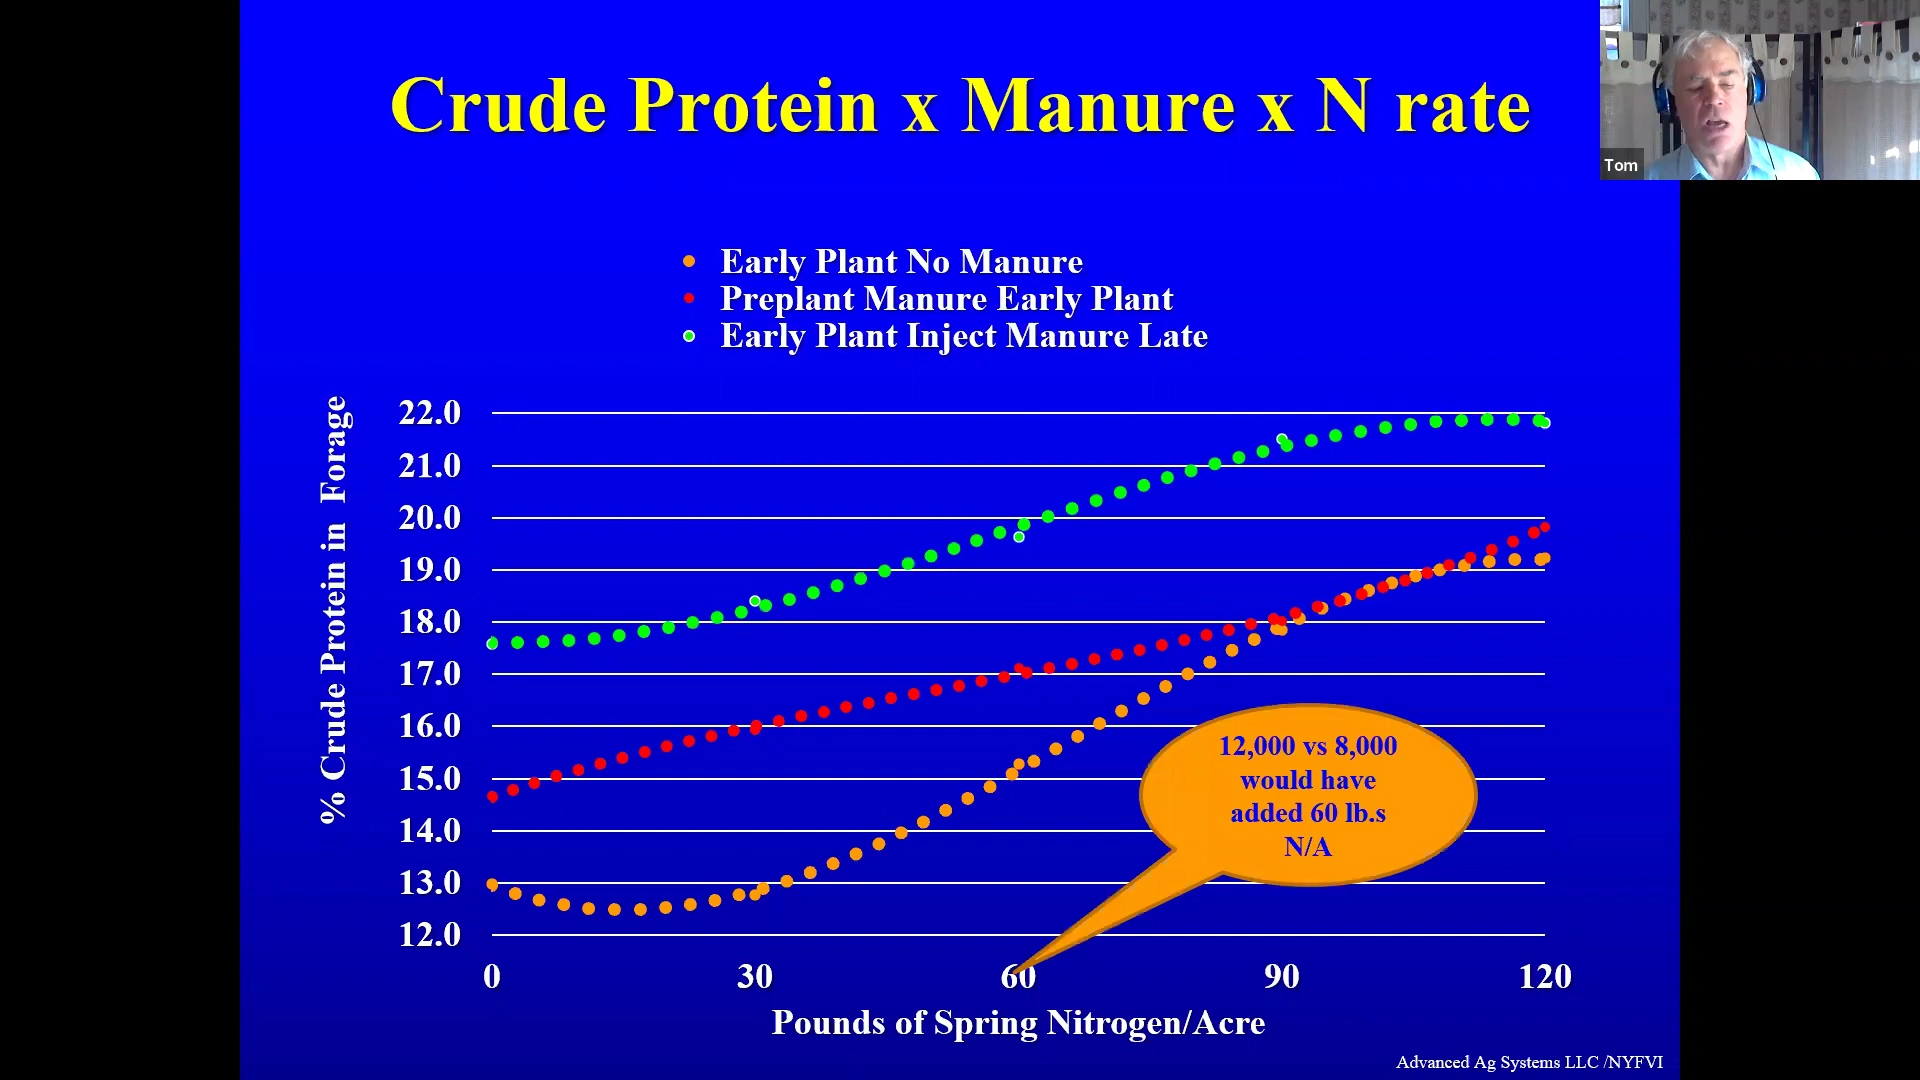 Crude Protein x Manure x N rate
Tom
Early Plant No Manure
Preplant Manure Early Plant
Early Plant Inject Manure Late
% Crude Protein in Forage
22.0
21.0
20.0
19.0
18.0
17.0
16.0
15.0
14.0
13.0
12.0
12,000 vs 8,000
would have
added 60 lb.s
N/A
0 30 60 90 120
Pounds of Spring Nitrogen/Acre
Advanced Ag Systems LLC /NYFVI